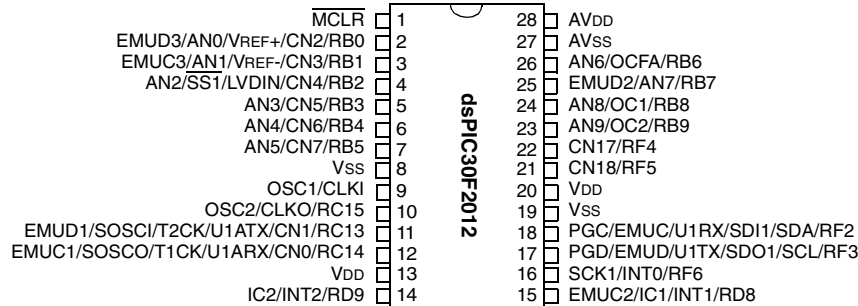 MCLR 1 28 AVDD
EMUD3/AN0/VREF+/CN2/RB0 2 27 AVSS
EMUC3/AN1/VREF-/CN3/RB1 3 26 AN6/OCFA/RB6
AN2/SS1/LVDIN/CN4/RB2 4 25 EMUD2/AN7/RB7
AN3/CN5/RB3 5 24 AN8/OC1/RB8
AN4/CN6/RB4 6 23 AN9/OC2/RB9
AN5/CN7/RB5 7 22 CN17/RF4
VSS 8 21 CN18/RF5
OSC1/CLKI 9 20 VDD
OSC2/CLKO/RC15 10 19 VSS
EMUD1/SOSCI/T2CK/U1ATX/CN1/RC13 11 18 PGC/EMUC/U1RX/SDI1/SDA/RF2
EMUC1/SOSCO/T1CK/U1ARX/CN0/RC14 12 17 PGD/EMUD/U1TX/SDO1/SCL/RF3
VDD 13 16 SCK1/INT0/RF6
IC2/INT2/RD9 14 15 EMUC2/IC1/INT1/RD8
dsPIC30F2012